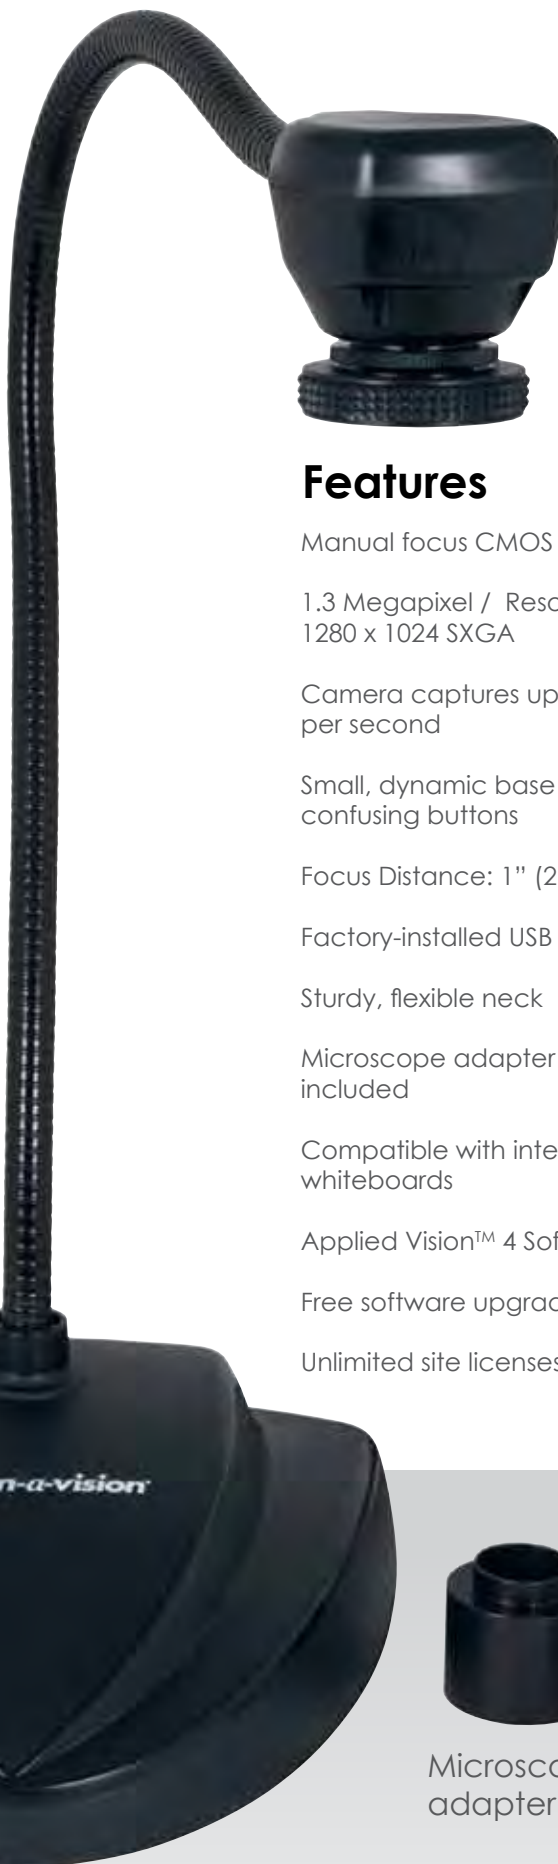 Features
Manual focus CMOS
1.3 Megapixel / Reso
1280 x 1024 SXGA
Camera captures up
per second
Small, dynamic base
confusing buttons
Focus Distance: 1” (2
Factory-installed USB
Sturdy, flexible neck
Microscope adapter
included
Compatible with inte
whiteboards
Applied Vision™ 4 Sof
Free software upgrad
Unlimited site licenses
n-a-vision
Microsco
adapter